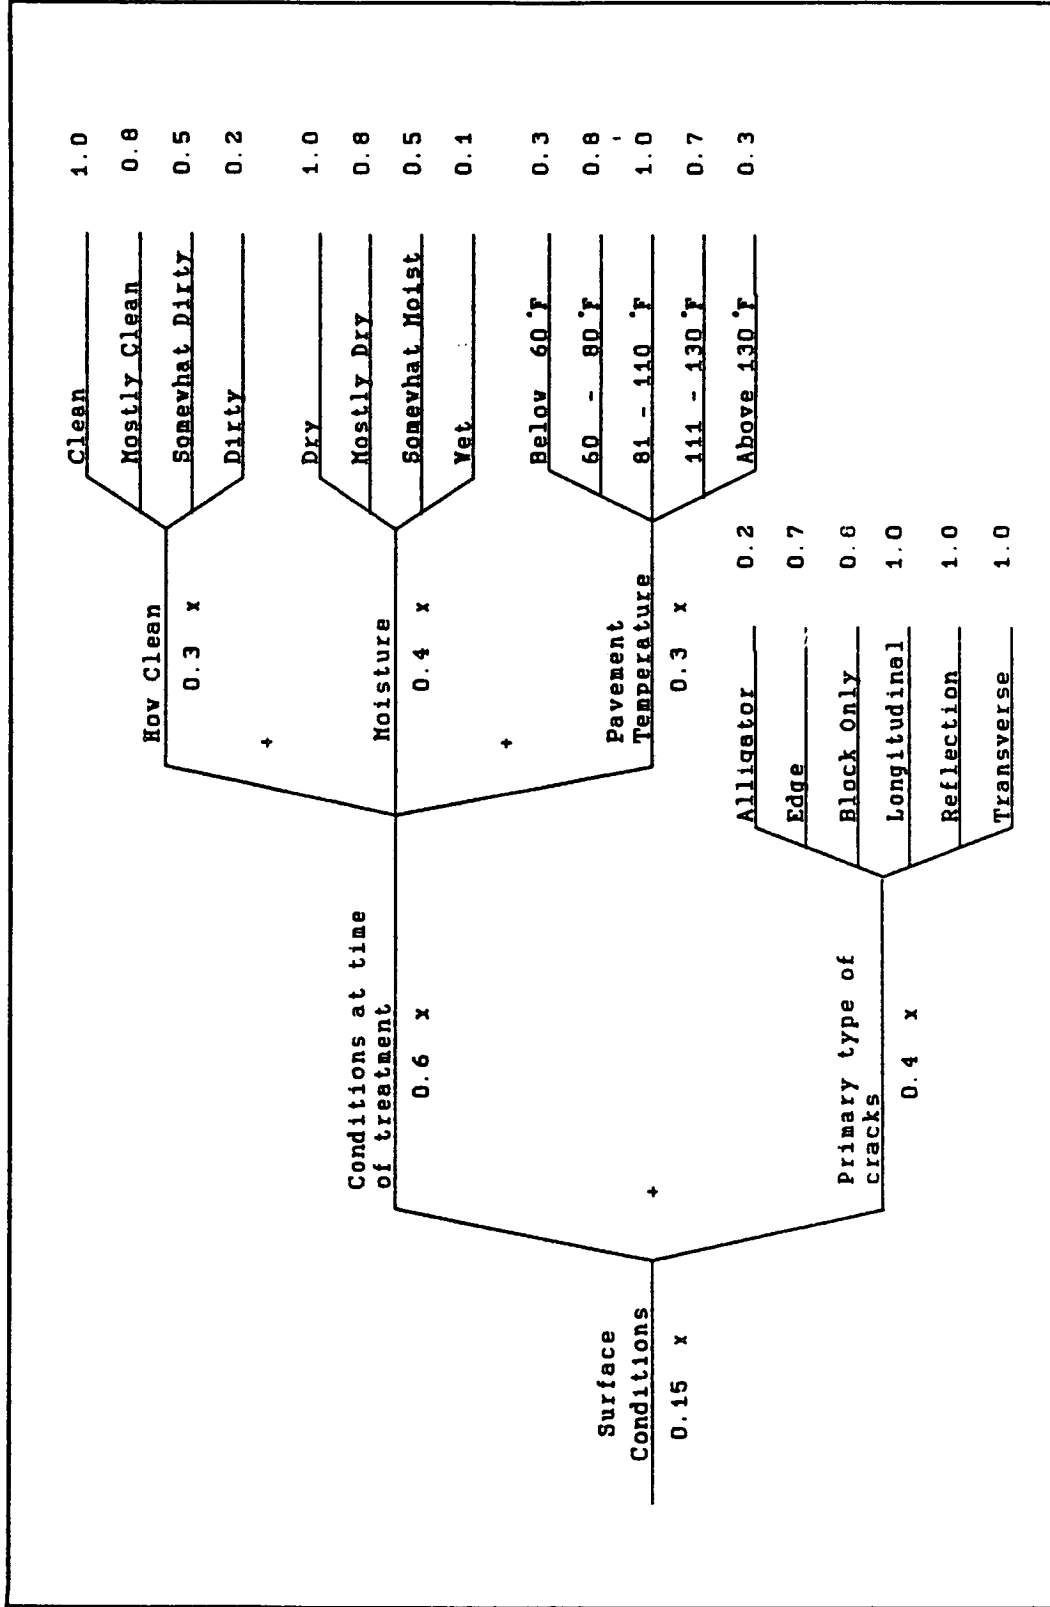 Clean 1.0
Mostly Clean 0.8
How Clean
Somewhat Dirty 0.5
0.3 x
Dirty 0.2
+
Dry 1.0
Conditions at time
Mostly Dry 0.8
of treatment
Moisture
Somewhat Moist 0.5
0.6 x
0.4 x
Wet 0.1
+
Below 60°F 0.3
Surface
Pavement
60 - 80°F 0.8
Conditions
Temperature
81 - 110 °F 1.0
+
0.15 x
0.3 x
111 - 130°F 0.7
Above 130°F 0.3
Alligator 0.2
Edge 0.7
Primary type of
Block Only 0.8
cracks
Longitudinal 1.0
0.4 x
Reflection 1.0
Transverse 1.0